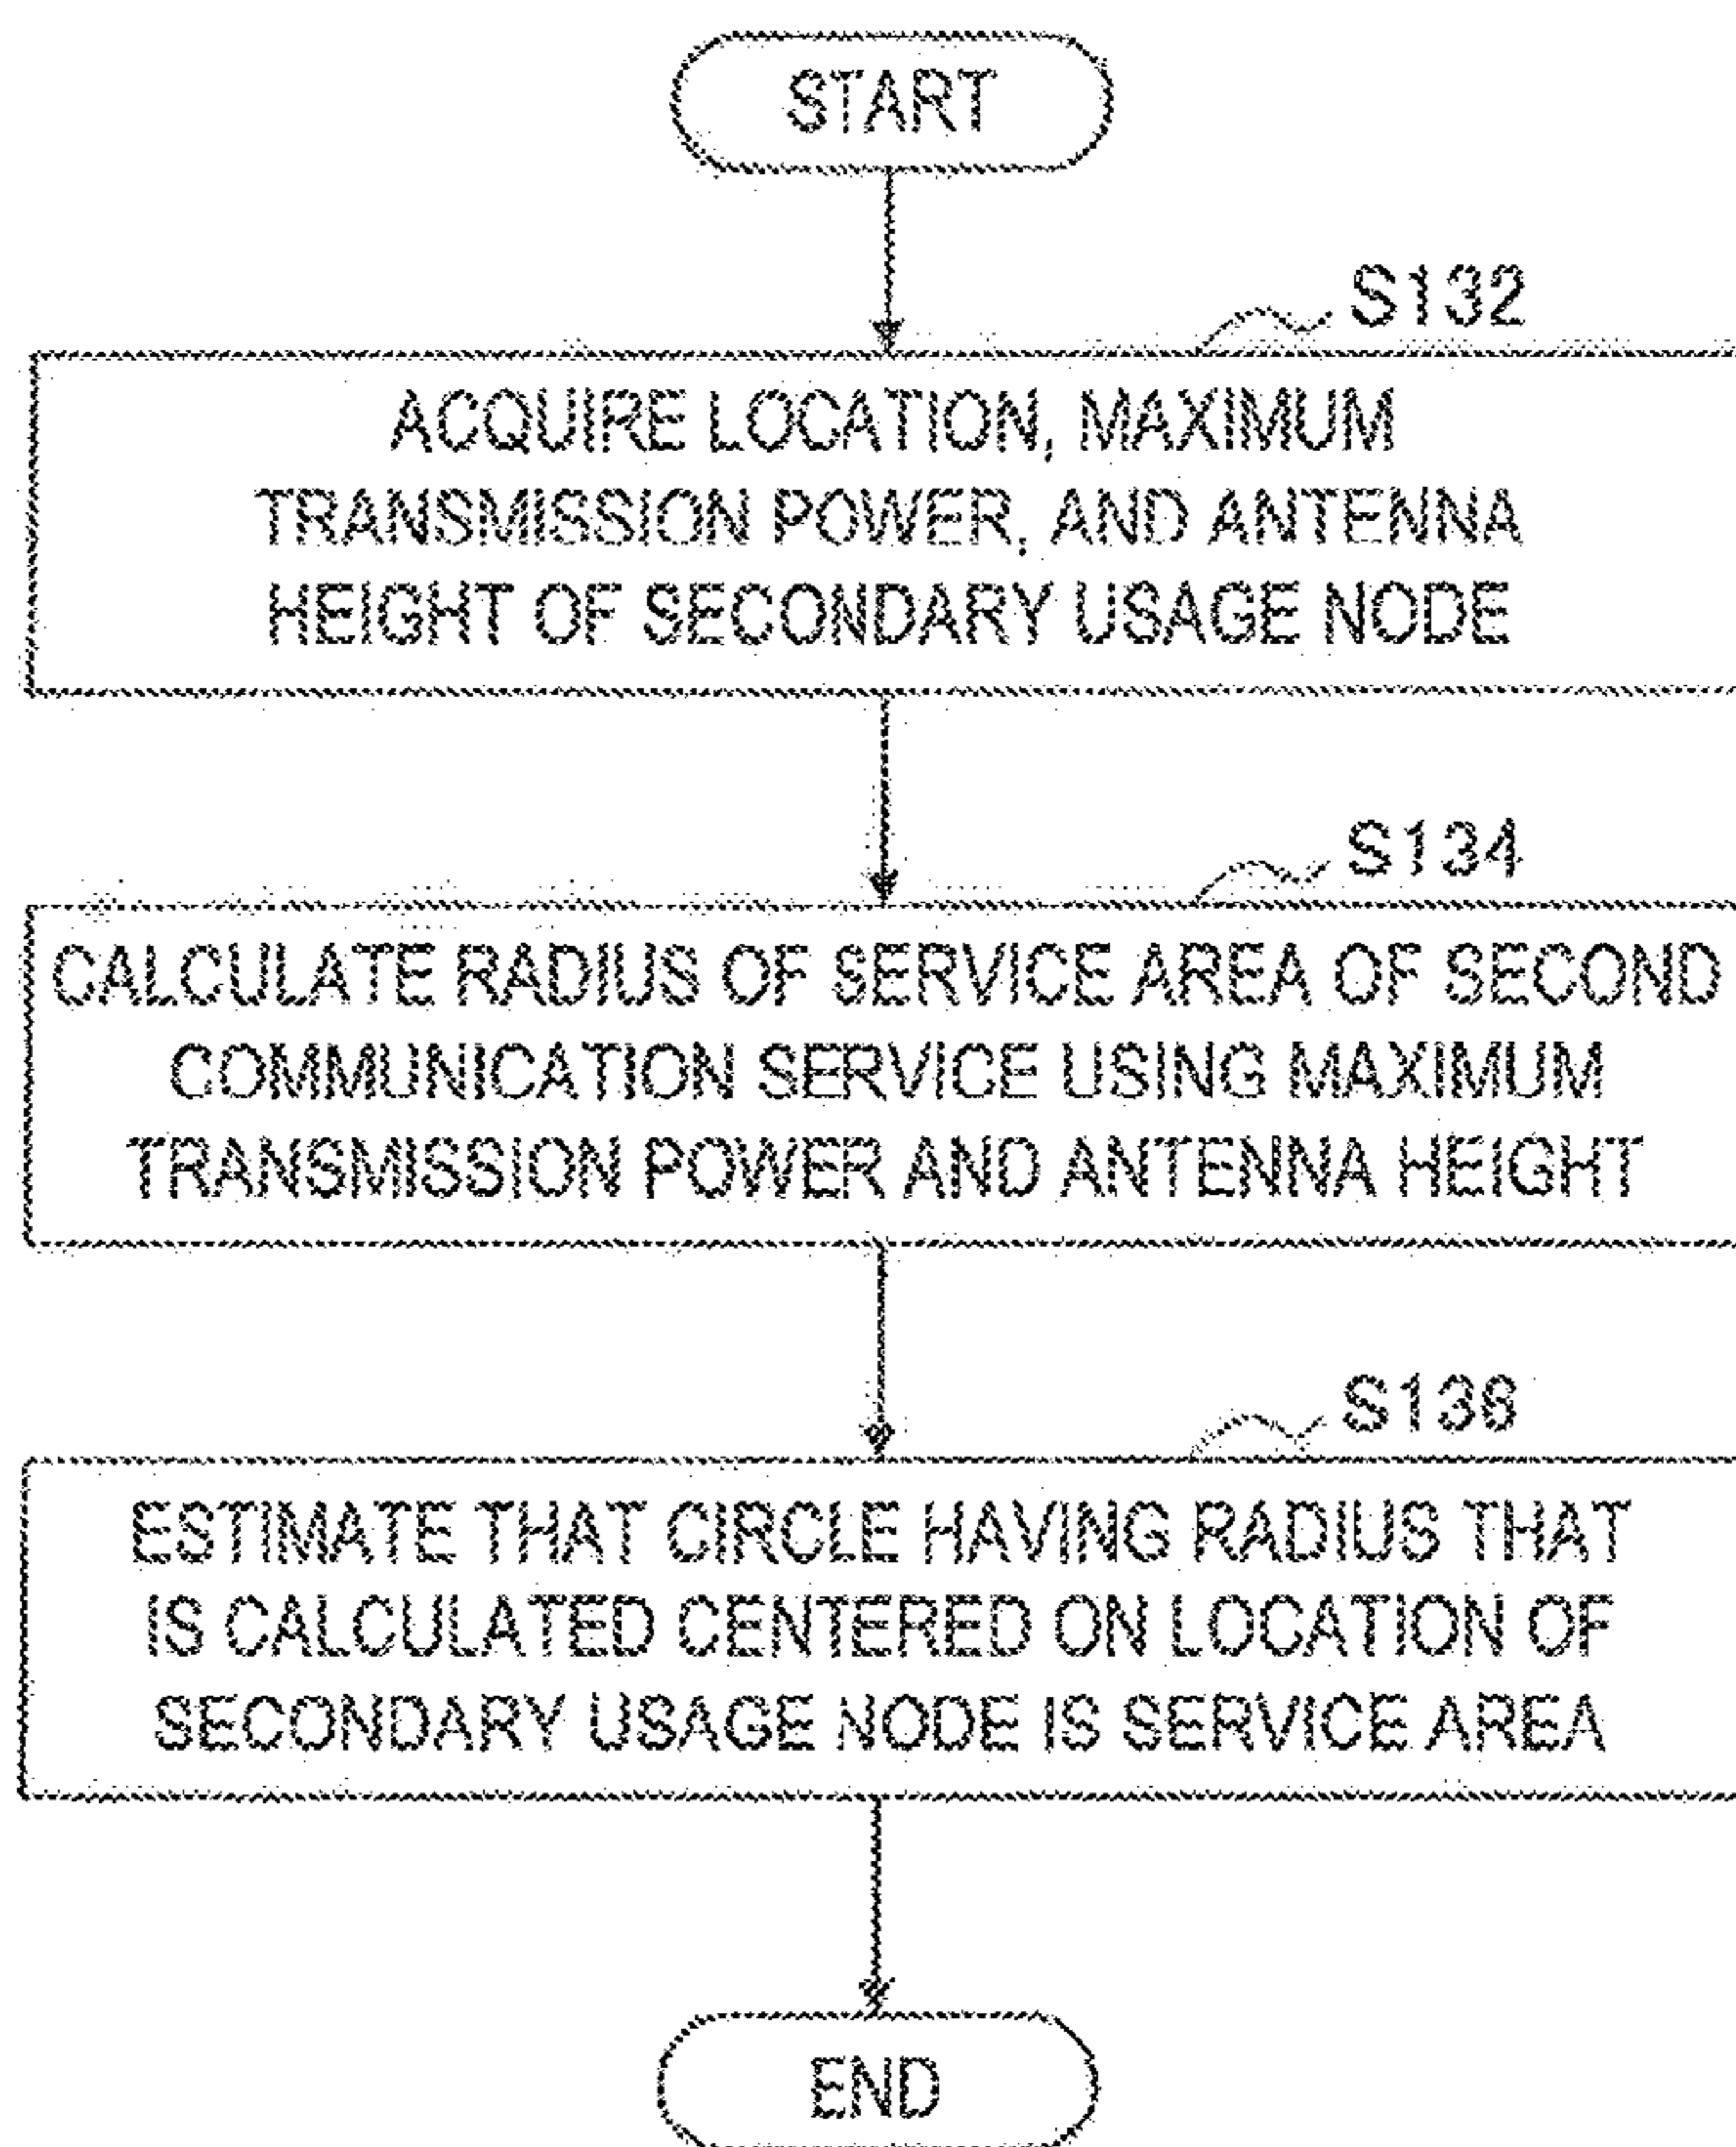 START
S132
ACQUIRE LOCATION, MAXIMUM
TRANSMISSION POWER, AND ANTENNA
HEIGHT OF SECONDARY USAGE NODE
S134
CALCULATE RADIUS OF SERVICE AREA OF SECOND
COMMUNICATION SERVICE USING MAXIMUM
TRANSMISSION POWER AND ANTENNA HEIGHT
S136
ESTIMATE THAT CIRCLE HAVING RADIUS THAT
IS CALCULATED CENTERED ON LOCATION OF
SECONDARY USAGE NODE IS SERVICE AREA
END